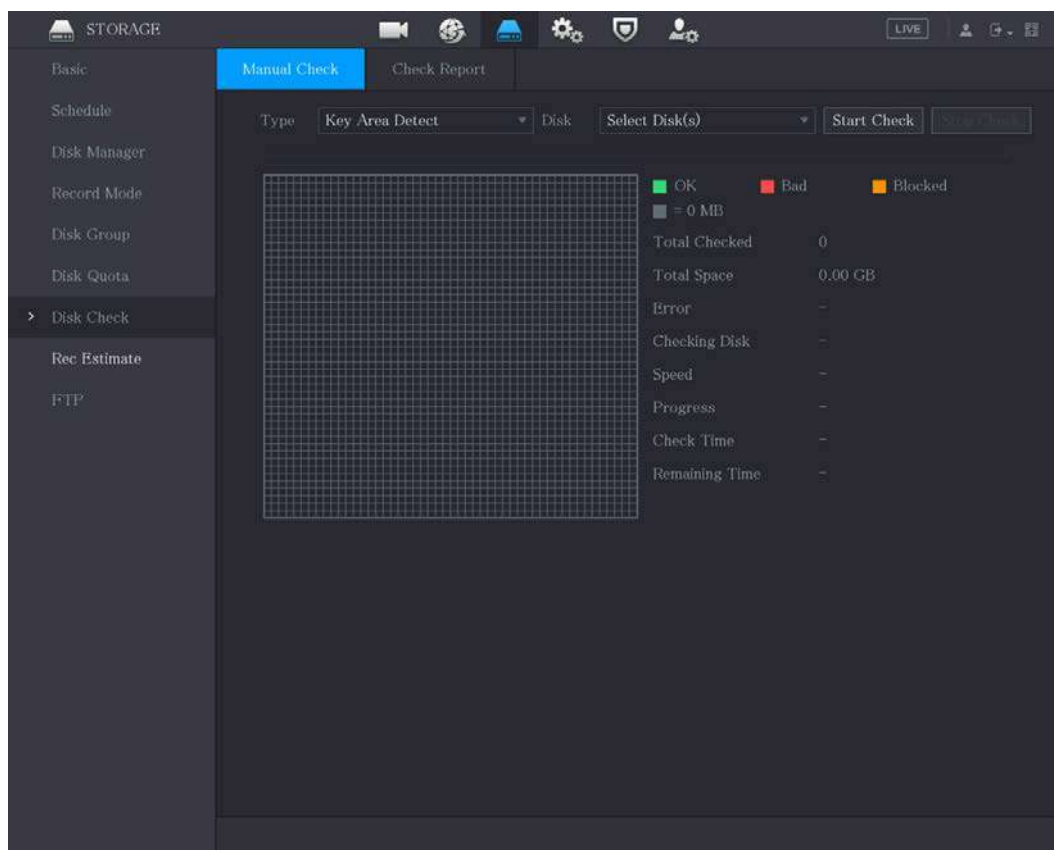 STORAGE
LIVE
Basic
Manual Check
Check Report
Schedule
Type
Key Area Detect
Disk
Select Disk(s)
Start Check
Stop Check
Disk Manager
Record Mode
OK
Bad
Blocked
= 0 MB
Disk Group
Total Checked 0
Disk Quota
Total Space 0.00 GB
Disk Check
Error -
Checking Disk -
Rec Estimate
Speed -
FTP
Progress -
Check Time -
Remaining Time -